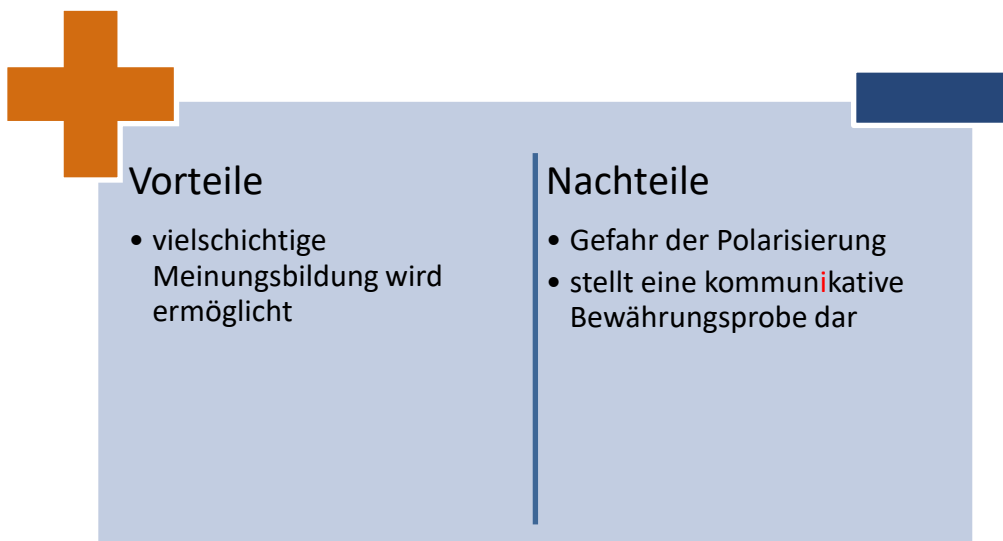 Vorteile
• vielschichtige
Meinungsbildung wird
ermöglicht
Nachteile
• Gefahr der Polarisierung
• stellt eine kommunikative
Bewährungsprobe dar